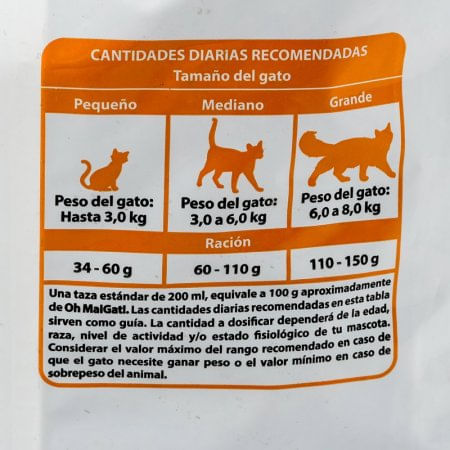 CANTIDADES DIARIAS RECOMENDADAS
Tamaño del gato
Pequeño Mediano Grande
Peso del gato: Peso del gato: Peso del gato:
Hasta 3,0 kg 3,0 a 6,0 kg 6,0 a 8,0 kg
Ración
34 - 60 g 60 - 110 g 110 - 150 g
Una taza estándar de 200 ml, equivale a 100 g aproximadamente
de Oh MaiGat!. Las cantidades diarias recomendadas en esta tabla
sirven como guía. La cantidad a dosificar dependerá de la edad,
raza, nivel de actividad y/o estado fisiológico de tu mascota.
Considerar el valor máximo del rango recomendado en caso de
que el gato necesite ganar peso o el valor mínimo en caso de
sobrepeso del animal.